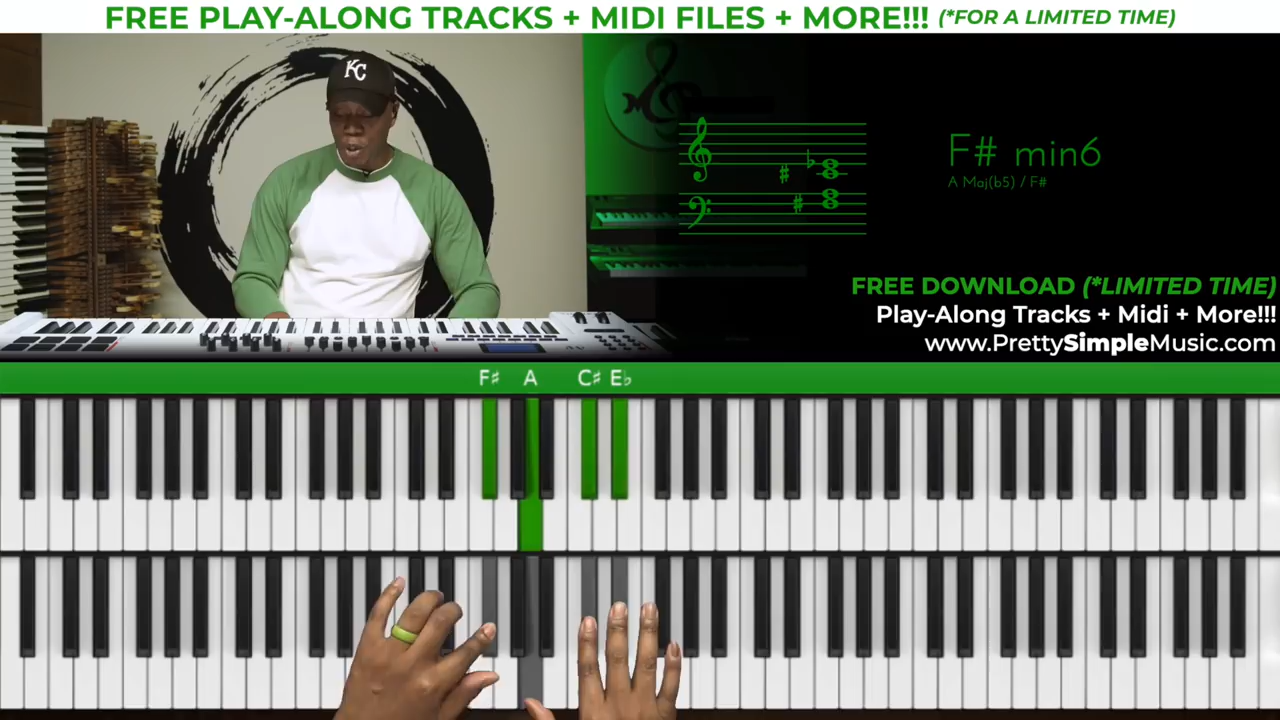 FREE PLAY-ALONG TRACKS + MIDI FILES + MORE!!! (*FOR A LIMITED TIME)
KC
F# min6
A Maj(b5) / F#
FREE DOWNLOAD (*LIMITED TIME)
Play-Along Tracks + Midi + More!!!
www.PrettySimpleMusic.com
F♯ A C♯ E♭